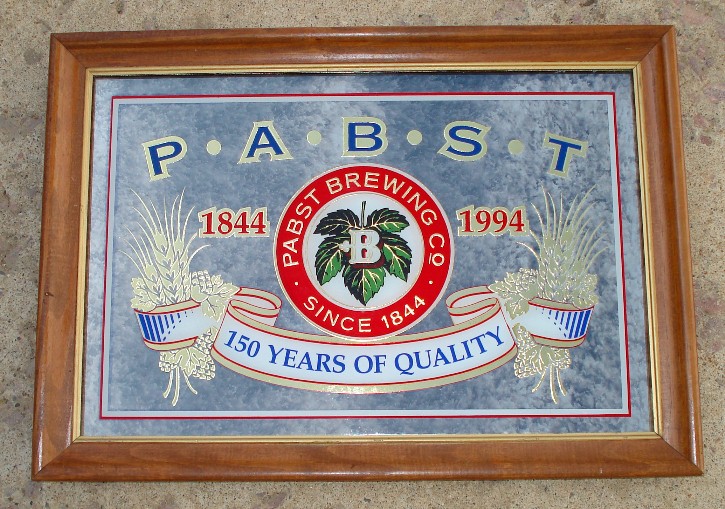 P·A·B·S·T
1844
1994
PABST BREWING CO.
B
· SINCE 1844 ·
150 YEARS OF QUALITY